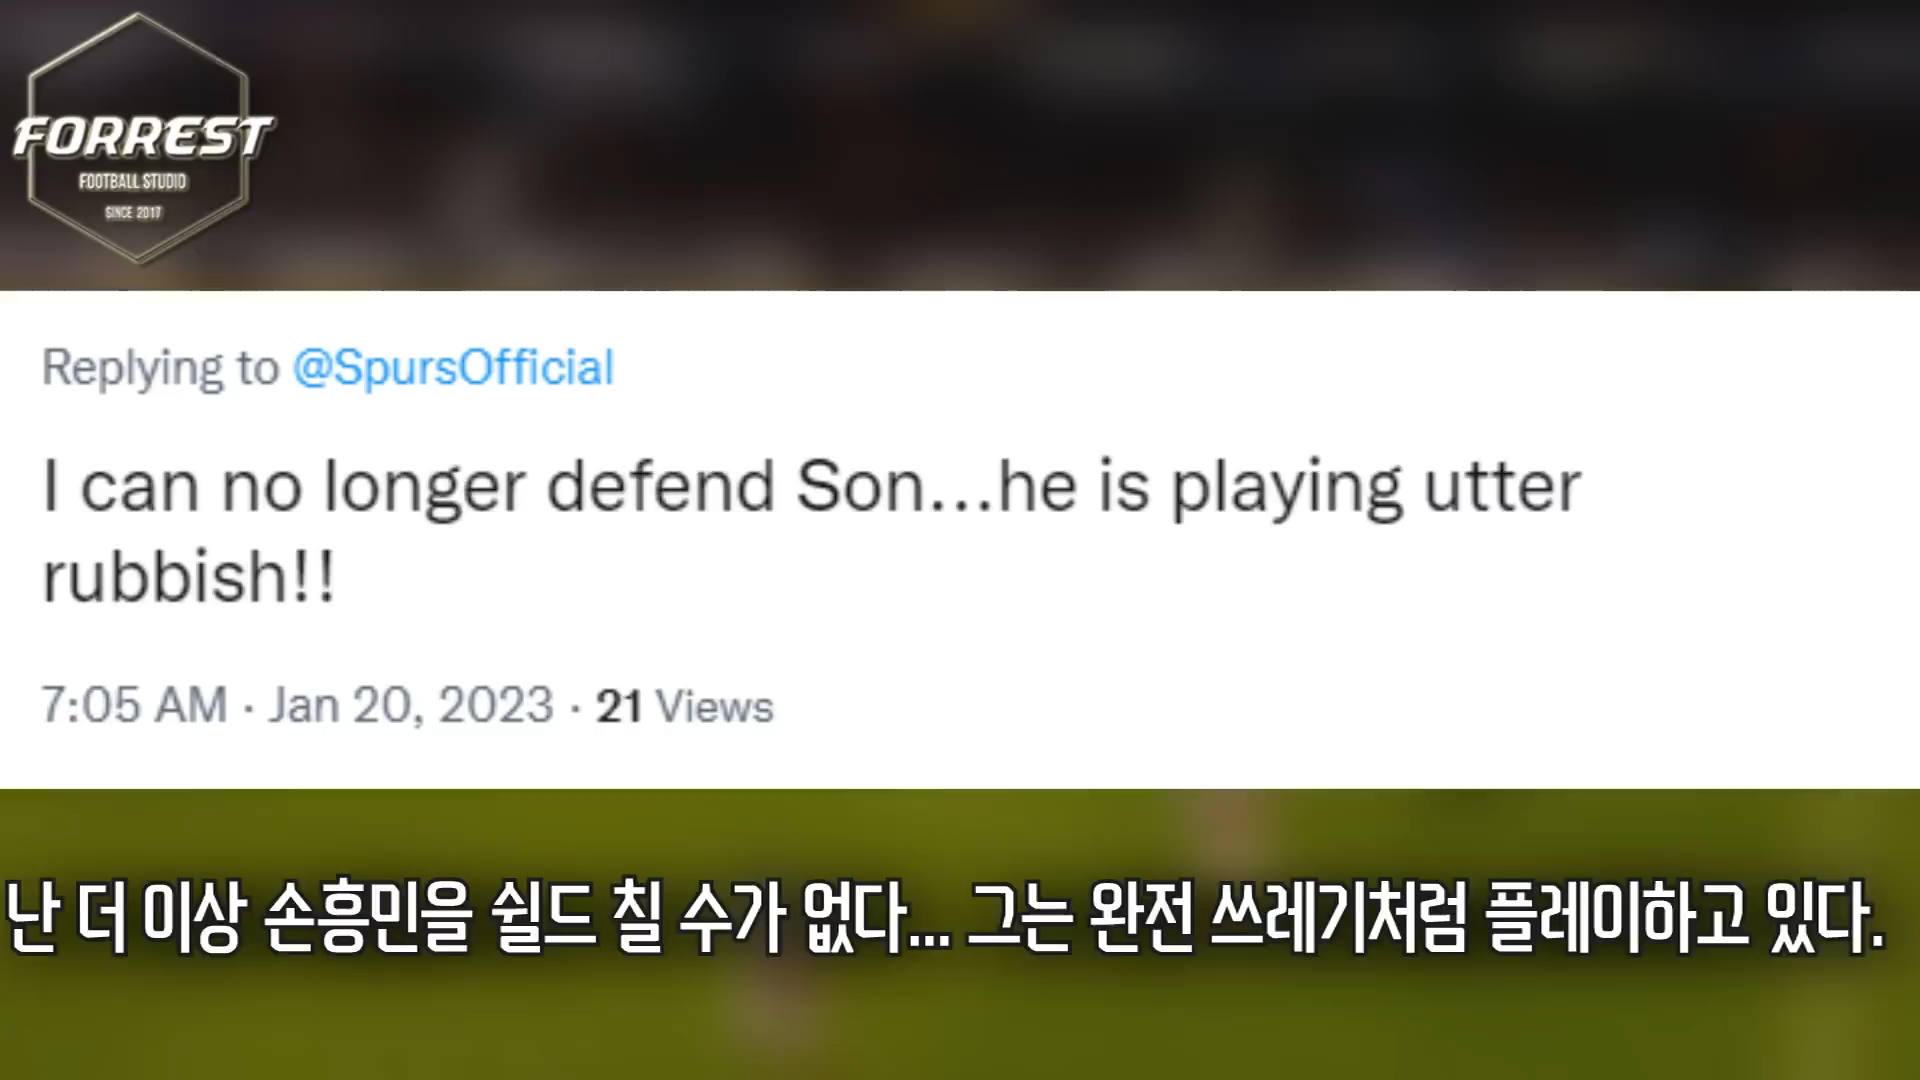 FORREST
FOOTBALL STUDIO
SINCE 2017
Replying to @SpursOfficial
I can no longer defend Son...he is playing utter
rubbish!!
7:05 AM · Jan 20, 2023 · 21 Views
난 더 이상 손흥민을 쉴드 칠 수가 없다... 그는 완전 쓰레기처럼 플레이하고 있다.